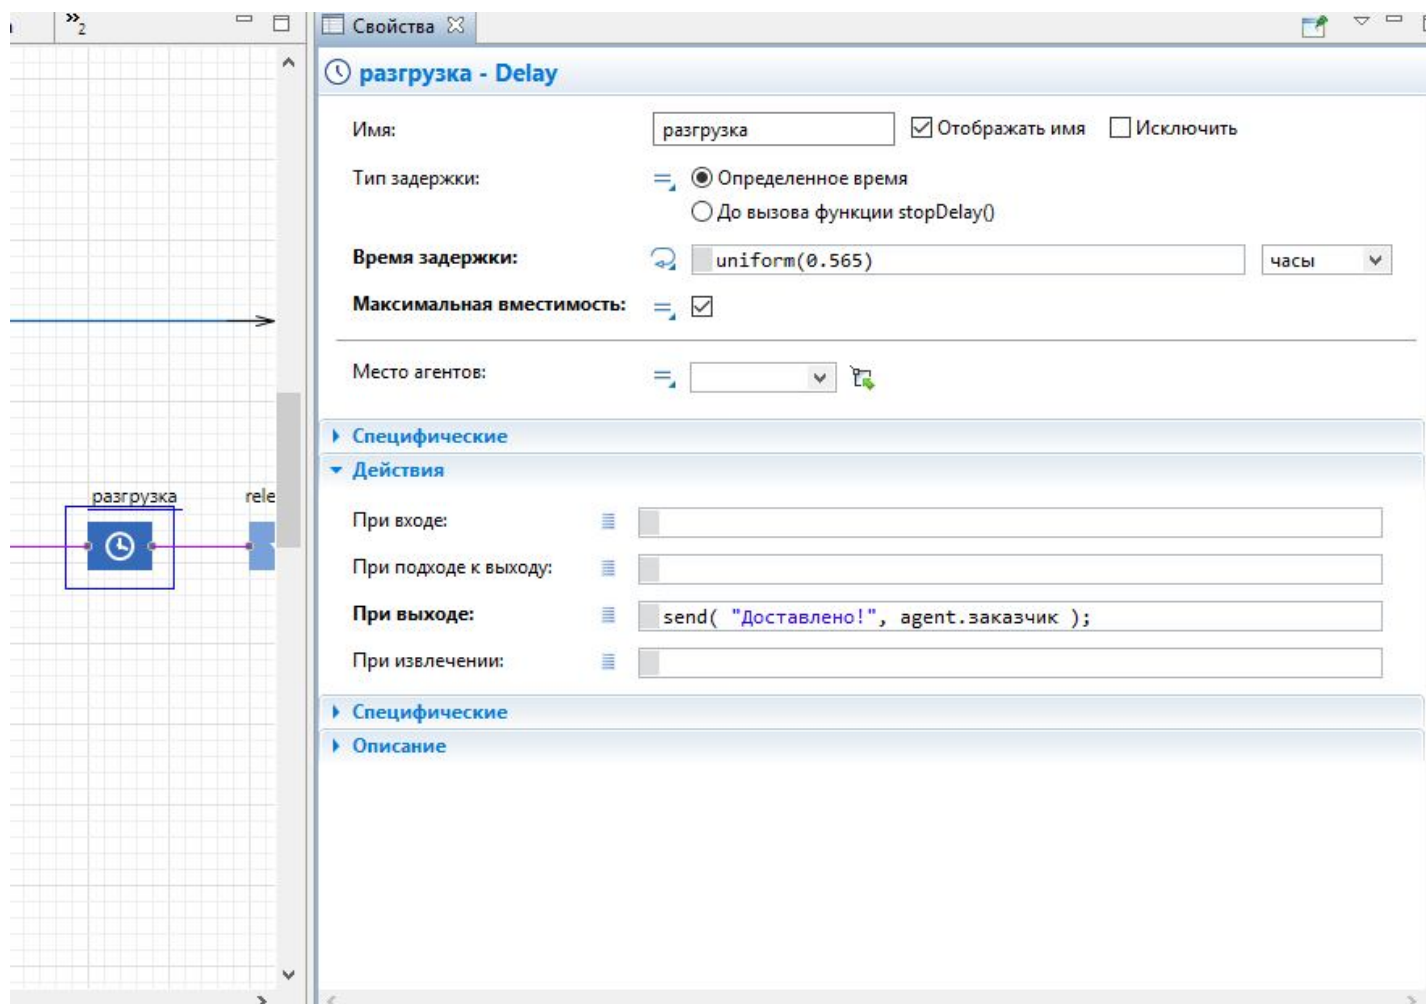 »2
Свойства
разгрузка - Delay
Имя: разгрузка Отображать имя Исключить
Тип задержки: Определенное время
До вызова функции stopDelay()
Время задержки: uniform(0.565) часы
Максимальная вместимость:
Место агентов:
Специфические
Действия
разгрузка rele
При входе:
При подходе к выходу:
При выходе: send( "Доставлено!", agent.заказчик );
При извлечении:
Специфические
Описание